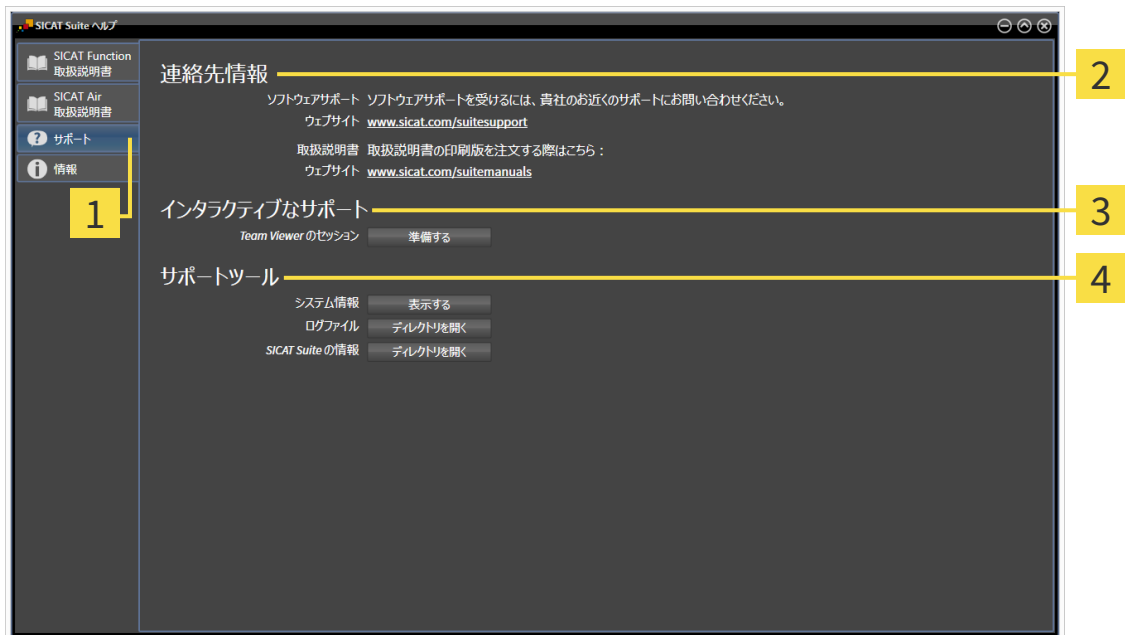 SICAT Suite ヘルプ
SICAT Function
取扱説明書
SICAT Air
取扱説明書
サポート
情報
1
連絡先情報
2
ソフトウェアサポート ソフトウェアサポートを受けるには、貴社のお近くのサポートにお問い合わせください。
ウェブサイト www.sicat.com/suitesupport
取扱説明書 取扱説明書の印刷版を注文する際はこちら：
ウェブサイト www.sicat.com/suitemanuals
インタラクティブなサポート
3
Team Viewer のセッション 準備する
サポートツール
4
システム情報 表示する
ログファイル ディレクトリを開く
SICAT Suite の情報 ディレクトリを開く